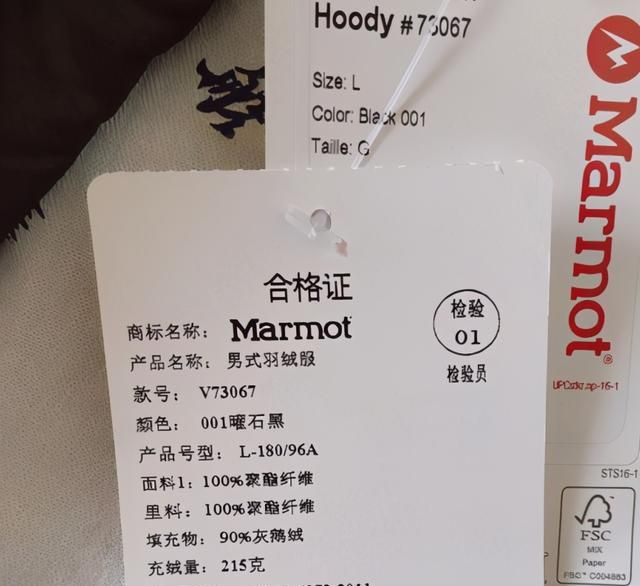 Hoody #73067
Size: L
Color: Black 001
Taille: G
Marmot®
STS16-1
FSC
MIX
Paper
合格证
商标名称: Marmot
产品名称: 男式羽绒服
款号: V73067
颜色: 001曜石黑
产品号型: L-180/96A
面料1: 100%聚酯纤维
里料: 100%聚酯纤维
填充物: 90%灰鹅绒
充绒量: 215克
检验
01
检验员